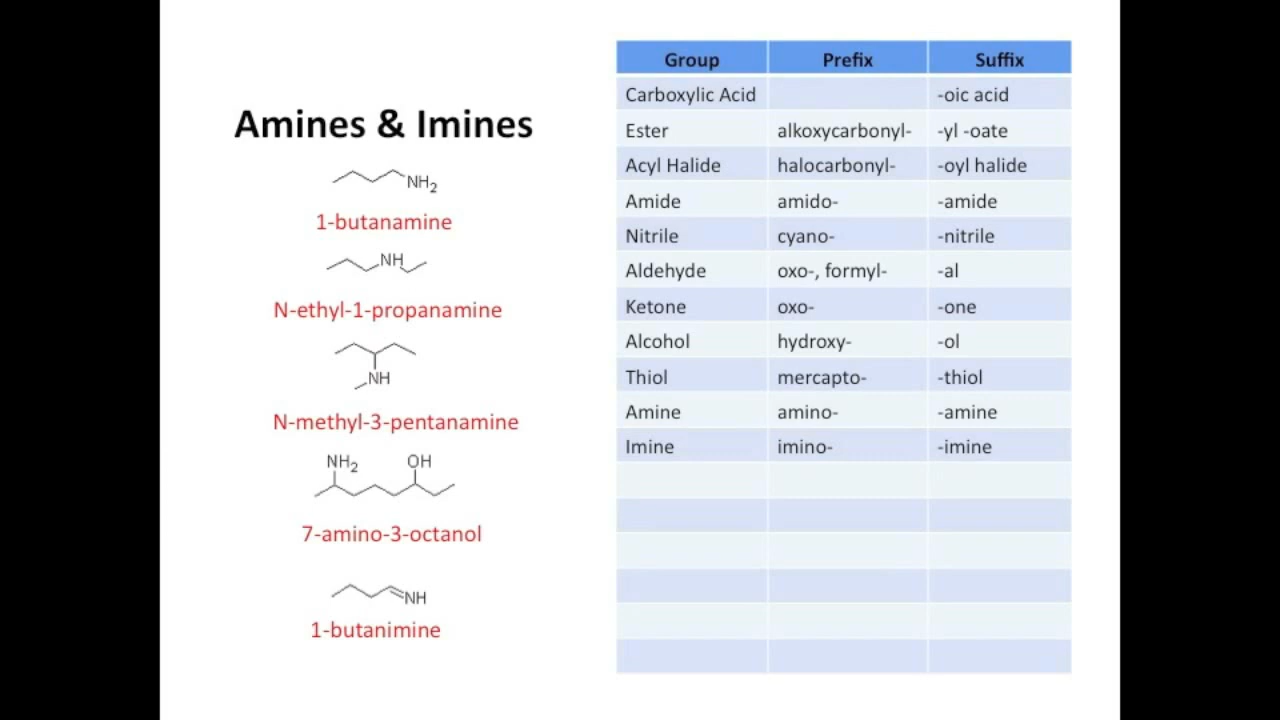 Amines & Imines
NH2
1-butanamine
NH
N-ethyl-1-propanamine
NH
N-methyl-3-pentanamine
NH2 OH
7-amino-3-octanol
NH
1-butanimine
Group Prefix Suffix
Carboxylic Acid -oic acid
Ester alkoxycarbonyl- -yl -oate
Acyl Halide halocarbonyl- -oyl halide
Amide amido- -amide
Nitrile cyano- -nitrile
Aldehyde oxo-, formyl- -al
Ketone oxo- -one
Alcohol hydroxy- -ol
Thiol mercapto- -thiol
Amine amino- -amine
Imine imino- -imine